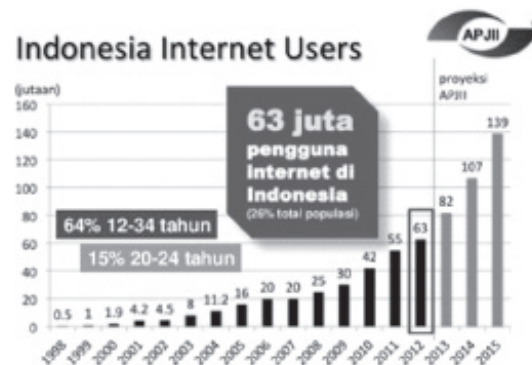 Indonesia Internet Users
APJII
(jutaan)
proyeksi
APJII
63 juta
pengguna
internet di
Indonesia
(26% total populasi)
64% 12-34 tahun
15% 20-24 tahun
160
140
120
100
80
60
40
20
0
0.5 1 1.9 4.2 4.5 8 11.2 16 20 20 25 30 42 55 63 82 107 139
1998 1999 2000 2001 2002 2003 2004 2005 2006 2007 2008 2009 2010 2011 2012 2013 2014 2015